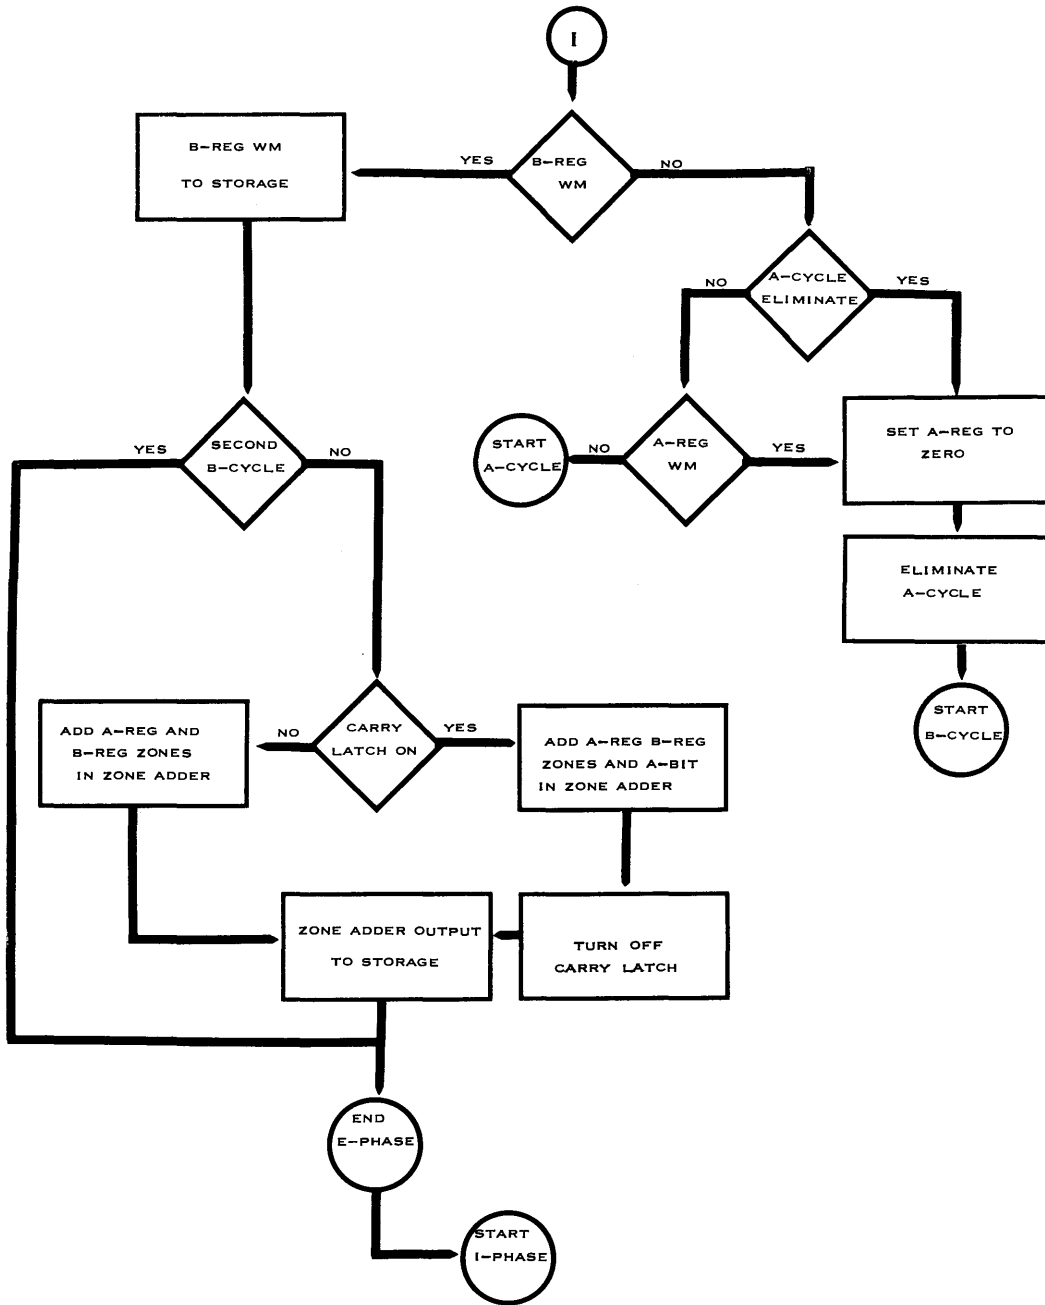 I
B-REG WM
TO STORAGE
YES
B-REG
WM
NO
NO
A-CYCLE
ELIMINATE
YES
YES
SECOND
B-CYCLE
NO
START
A-CYCLE
NO
A-REG
WM
YES
SET A-REG TO
ZERO
ELIMINATE
A-CYCLE
START
B-CYCLE
ADD A-REG AND
B-REG ZONES
IN ZONE ADDER
NO
CARRY
LATCH ON
YES
ADD A-REG B-REG
ZONES AND A-BIT
IN ZONE ADDER
ZONE ADDER OUTPUT
TO STORAGE
TURN OFF
CARRY LATCH
END
E-PHASE
START
I-PHASE